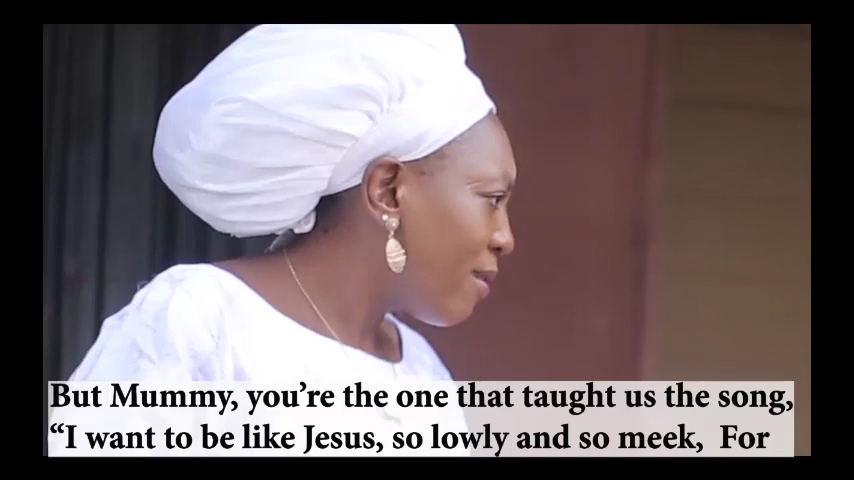 But Mummy, you’re the one that taught us the song,
“I want to be like Jesus, so lowly and so meek,  For